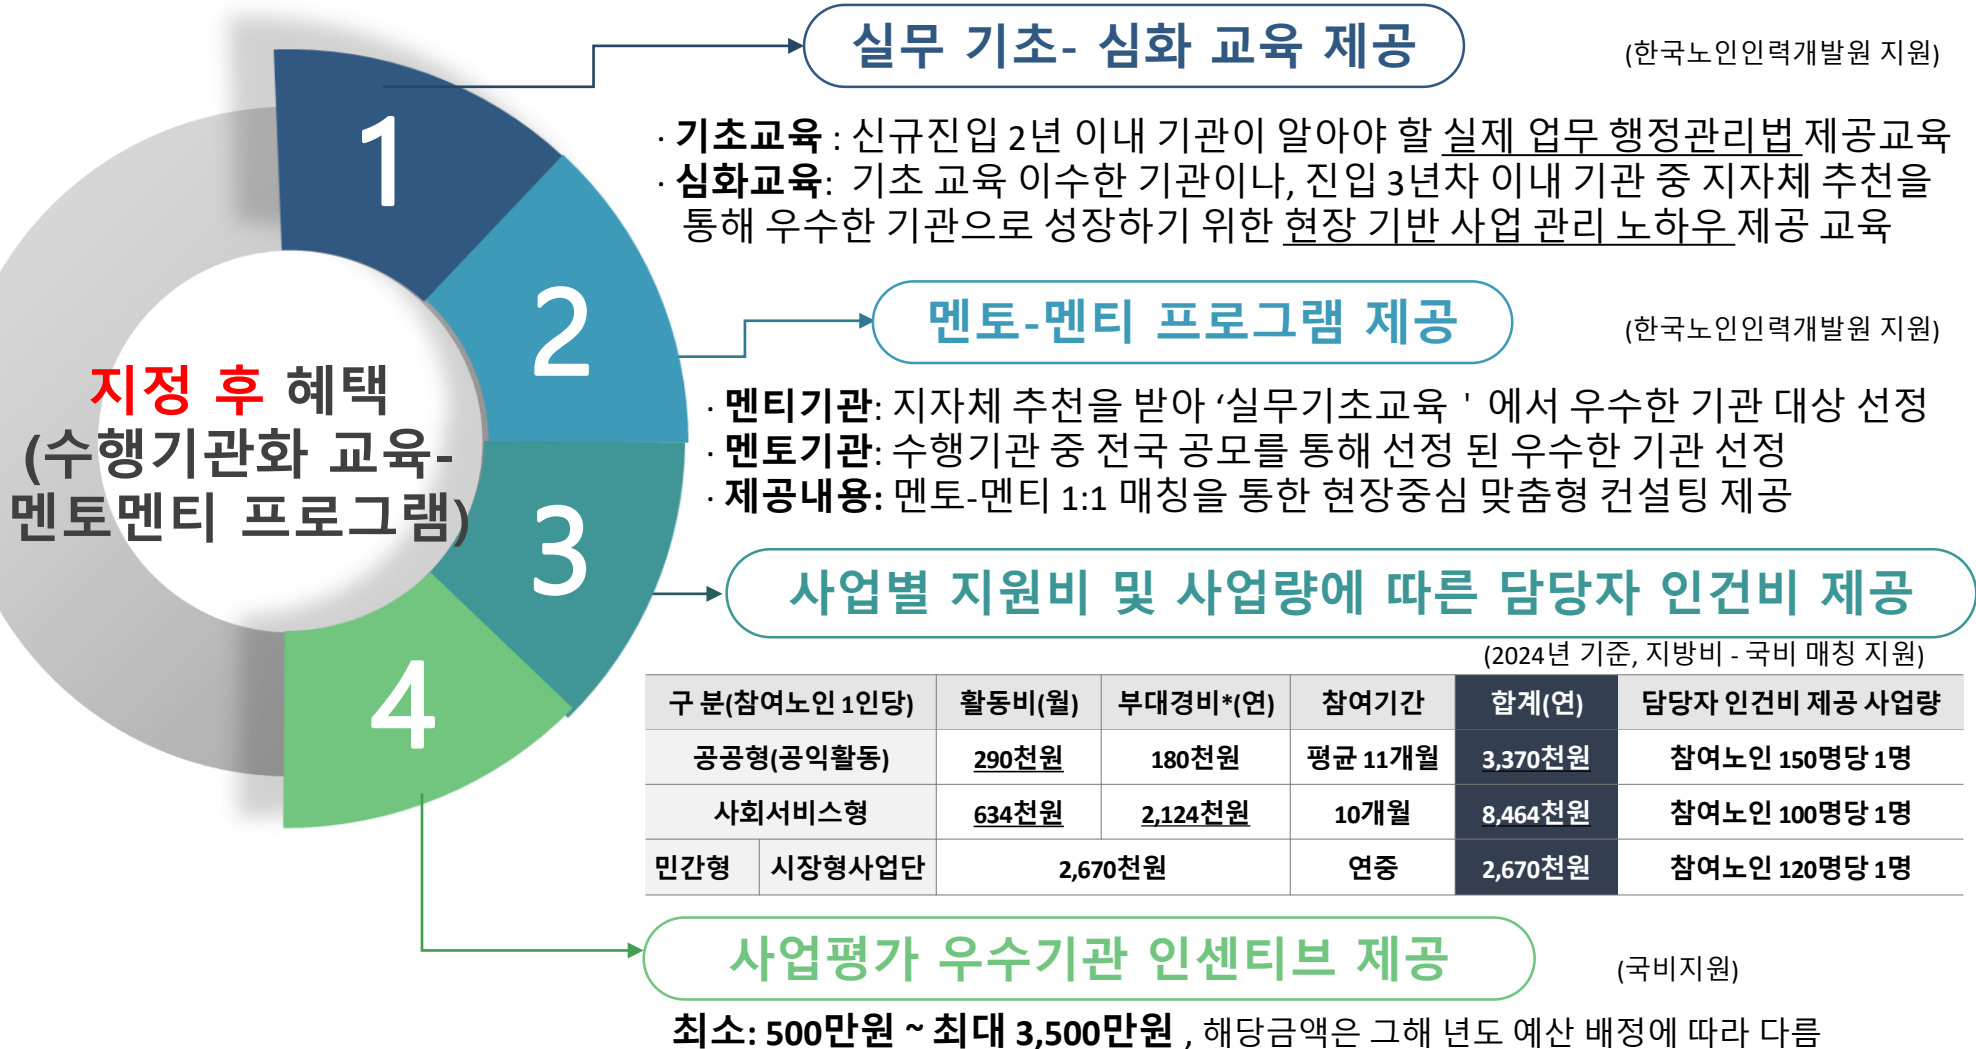 지정 후 혜택
(수행기관화 교육-
멘토멘티 프로그램)
1
실무 기초- 심화 교육 제공
(한국노인인력개발원 지원)
· 기초교육 : 신규진입 2년 이내 기관이 알아야 할 실제 업무 행정관리법 제공교육
· 심화교육: 기초 교육 이수한 기관이나, 진입 3년차 이내 기관 중 지자체 추천을
통해 우수한 기관으로 성장하기 위한 현장 기반 사업 관리 노하우 제공 교육
2
멘토-멘티 프로그램 제공
(한국노인인력개발원 지원)
· 멘티기관: 지자체 추천을 받아 ‘실무기초교육 ' 에서 우수한 기관 대상 선정
· 멘토기관: 수행기관 중 전국 공모를 통해 선정 된 우수한 기관 선정
· 제공내용: 멘토-멘티 1:1 매칭을 통한 현장중심 맞춤형 컨설팅 제공
3
사업별 지원비 및 사업량에 따른 담당자 인건비 제공
(2024년 기준, 지방비 - 국비 매칭 지원)
구 분(참여노인 1인당) 활동비(월) 부대경비*(연) 참여기간 합계(연) 담당자 인건비 제공 사업량
공공형(공익활동) 290천원 180천원 평균 11개월 3,370천원 참여노인 150명당 1명
사회서비스형 634천원 2,124천원 10개월 8,464천원 참여노인 100명당 1명
민간형 시장형사업단 2,670천원 연중 2,670천원 참여노인 120명당 1명
4
사업평가 우수기관 인센티브 제공
(국비지원)
최소: 500만원 ~ 최대 3,500만원 , 해당금액은 그해 년도 예산 배정에 따라 다름